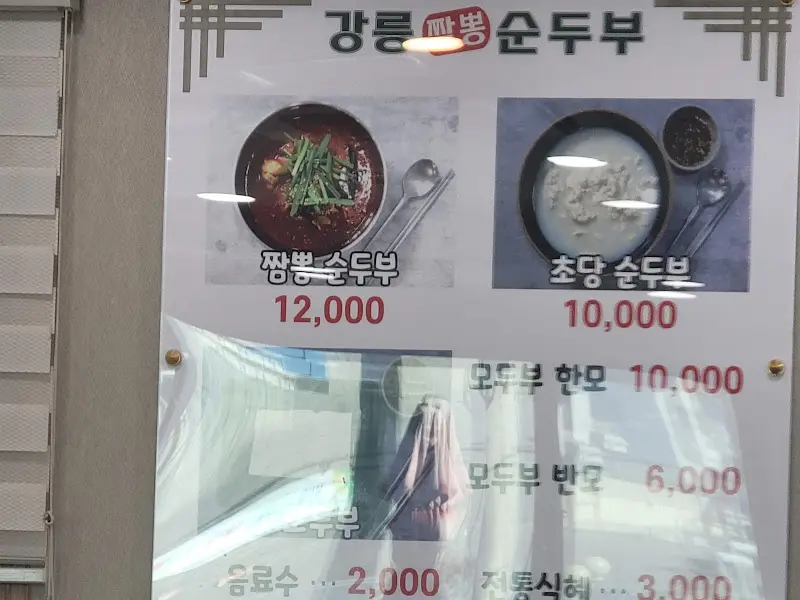 강릉 짬뽕 순두부
짬뽕 순두부
12,000
초당 순두부
10,000
모두부 한모 10,000
모두부 반모 6,000
음료수 ··· 2,000
전통식혜 ··· 3,000